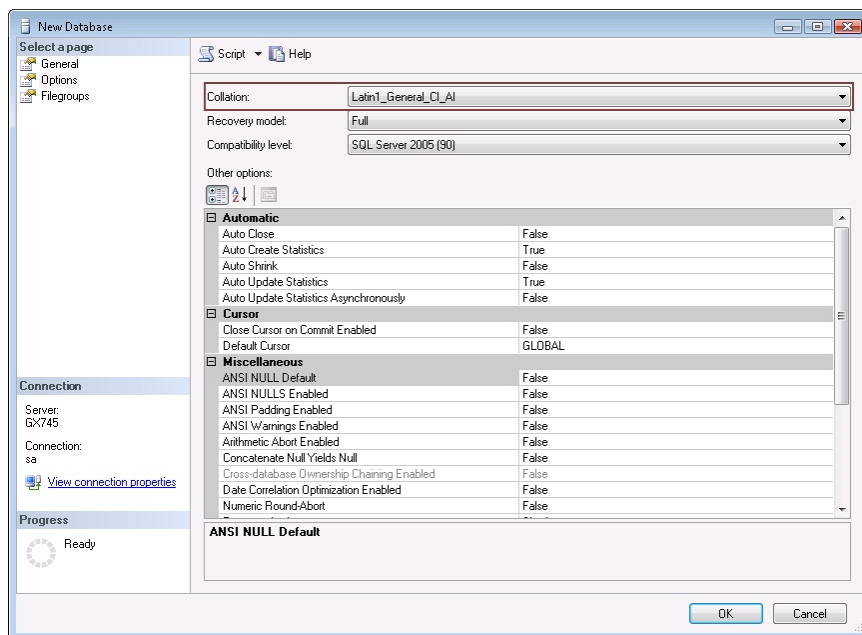 New Database
Select a page
General
Options
Filegroups
Script Help
Collation: Latin1_General_CI_AI
Recovery model: Full
Compatibility level: SQL Server 2005 (90)
Other options:
Automatic
Auto Close False
Auto Create Statistics True
Auto Shrink False
Auto Update Statistics True
Auto Update Statistics Asynchronously False
Cursor
Close Cursor on Commit Enabled False
Default Cursor GLOBAL
Miscellaneous
ANSI NULL Default False
ANSI NULLS Enabled False
ANSI Padding Enabled False
ANSI Warnings Enabled False
Arithmetic Abort Enabled False
Concatenate Null Yields Null False
Cross-database Ownership Chaining Enabled False
Date Correlation Optimization Enabled False
Numeric Round-Abort False
ANSI NULL Default
Connection
Server:
GX745
Connection:
sa
View connection properties
Progress
Ready
OK Cancel